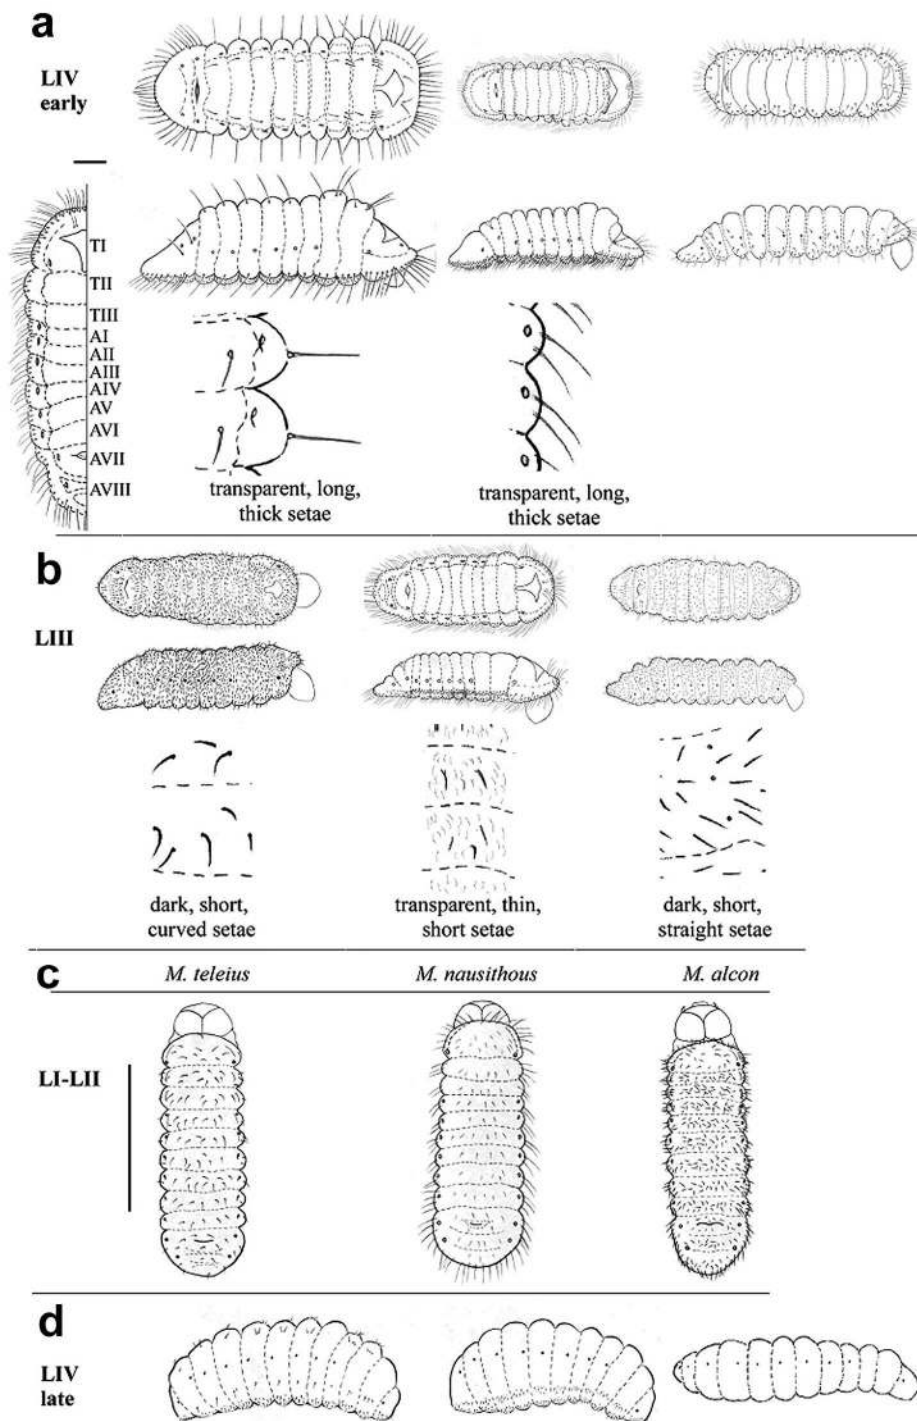 a
LIV
early
TI
TII
TIII
AI
AII
AIII
AIV
AV
AVI
AVII
AVIII
transparent, long,
thick setae
transparent, long,
thick setae
b
LIII
dark, short,
curved setae
transparent, thin,
short setae
dark, short,
straight setae
c
M. teleius
M. nausithous
M. alcon
LI-LII
d
LIV
late